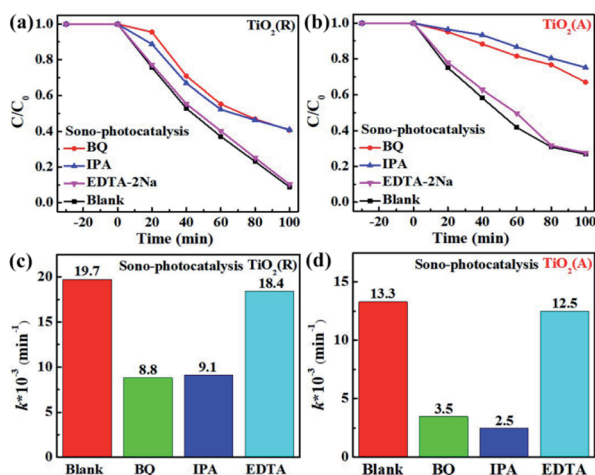 (a)
TiO2(R)
1.0
0.8
0.6
0.4
0.2
0.0
C/C0
Sono-photocatalysis
BQ
IPA
EDTA-2Na
Blank
-20 0 20 40 60 80 100
Time (min)
(b)
TiO2(A)
1.0
0.8
0.6
0.4
0.2
0.0
C/C0
Sono-photocatalysis
BQ
IPA
EDTA-2Na
Blank
-20 0 20 40 60 80 100
Time (min)
(c)
Sono-photocatalysis TiO2(R)
20
15
10
5
0
k*10-3 (min-1)
19.7
8.8
9.1
18.4
Blank BQ IPA EDTA
(d)
Sono-photocatalysis TiO2(A)
15
10
5
0
k*10-3 (min-1)
13.3
3.5
2.5
12.5
Blank BQ IPA EDTA